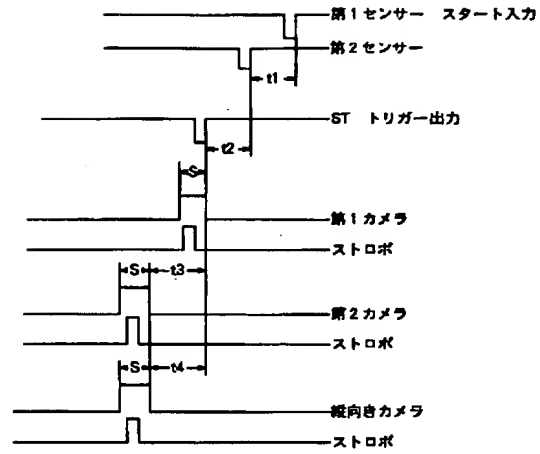 第1センサー　スタート入力
第2センサー
t1
ST　トリガー出力
t2
S
第1カメラ
ストロボ
S t3
第2カメラ
ストロボ
S t4
縦向きカメラ
ストロボ